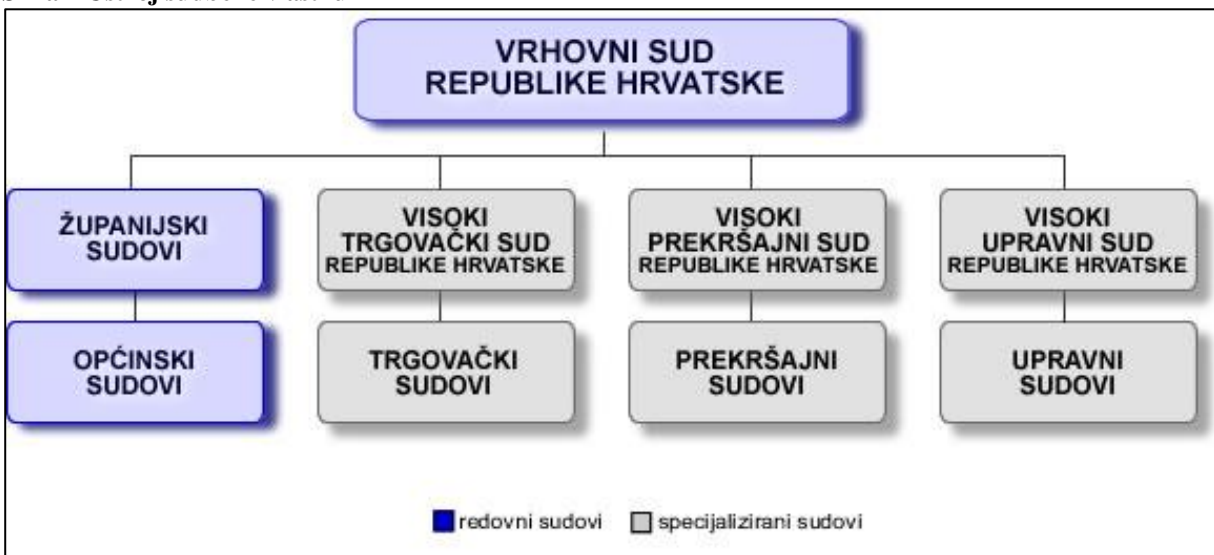 VRHOVNI SUD
REPUBLIKE HRVATSKE
ŽUPANIJSKI
SUDOVI
VISOKI
TRGOVAČKI SUD
REPUBLIKE HRVATSKE
VISOKI
PREKRŠAJNI SUD
REPUBLIKE HRVATSKE
VISOKI
UPRAVNI SUD
REPUBLIKE HRVATSKE
OPĆINSKI
SUDOVI
TRGOVAČKI
SUDOVI
PREKRŠAJNI
SUDOVI
UPRAVNI
SUDOVI
redovni sudovi
specijalizirani sudovi